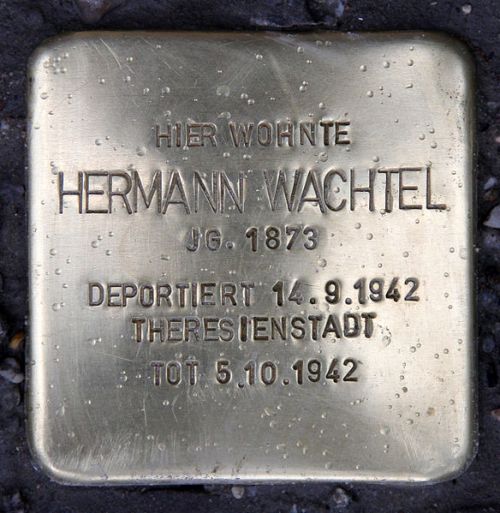 HIER WOHNTE
HERMANN WACHTEL
JG. 1873
DEPORTIERT 14.9.1942
THERESIENSTADT
TOT 5.10.1942